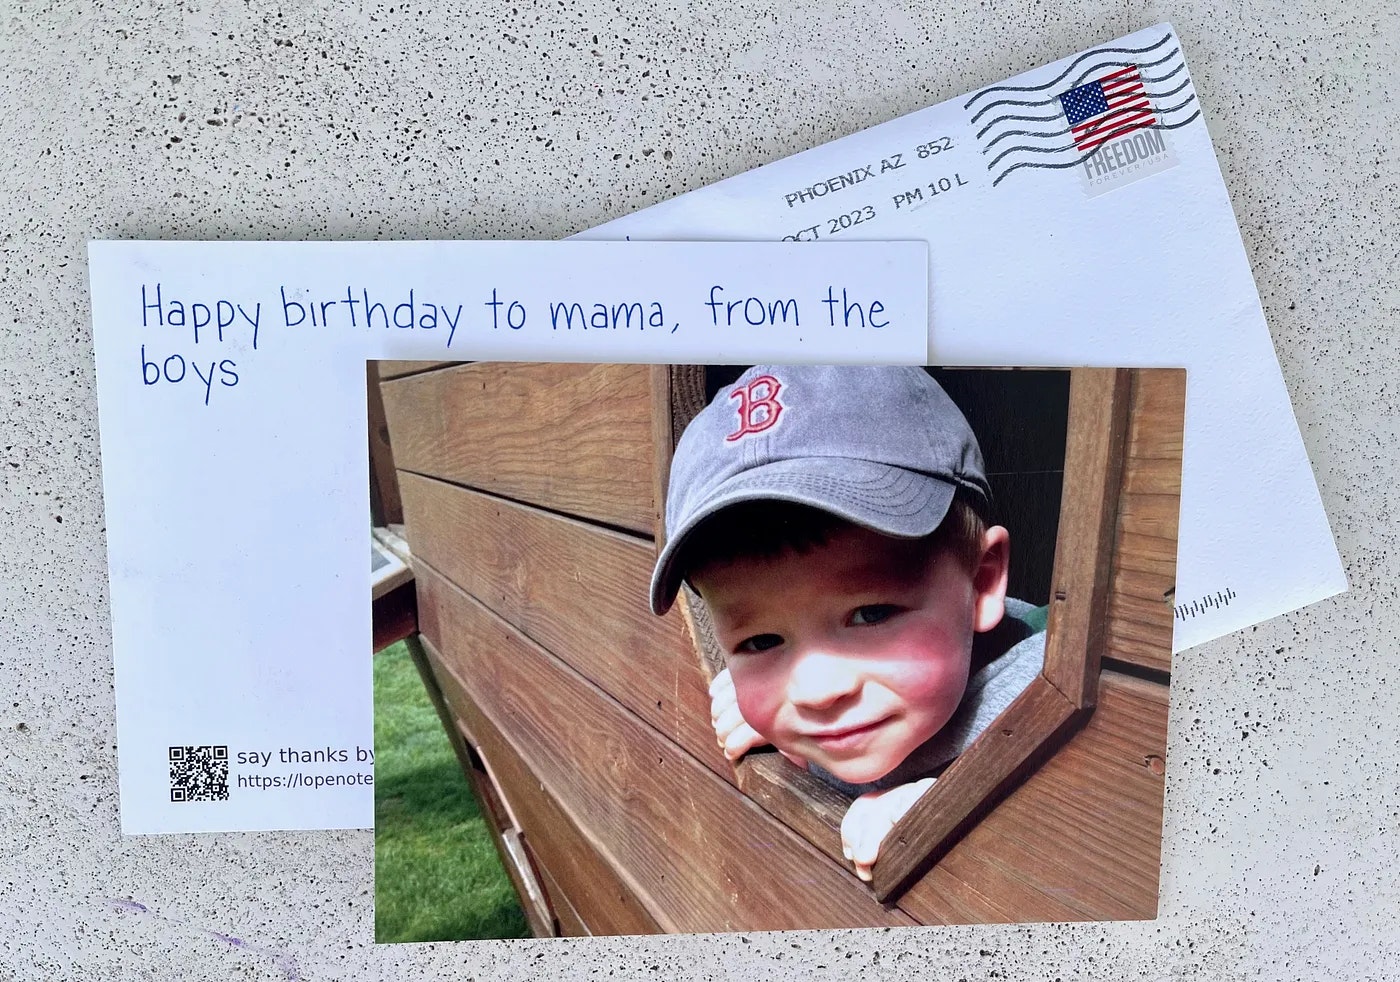 PHOENIX AZ 852
OCT 2023 PM 10 L
FREEDOM
FOREVER/USA
Happy birthday to mama, from the
boys
B
say thanks by
https://lopenote